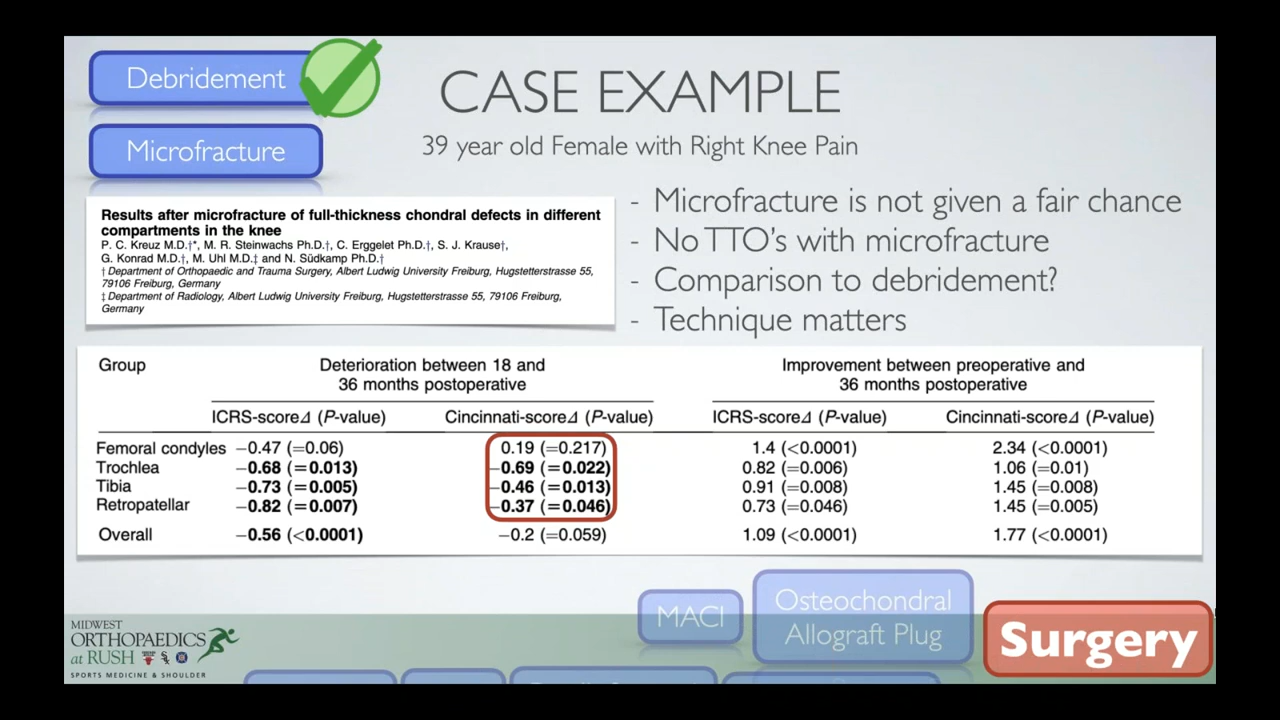 Debridement
CASE EXAMPLE
Microfracture
39 year old Female with Right Knee Pain
Results after microfracture of full-thickness chondral defects in different
compartments in the knee
P. C. Kreuz M.D.†*, M. R. Steinwachs Ph.D.†, C. Erggelet Ph.D.†, S. J. Krause†,
G. Konrad M.D.†, M. Uhl M.D.‡ and N. Südkamp Ph.D.†
† Department of Orthopaedic and Trauma Surgery, Albert Ludwig University Freiburg, Hugstetterstrasse 55,
79106 Freiburg, Germany
‡ Department of Radiology, Albert Ludwig University Freiburg, Hugstetterstrasse 55, 79106 Freiburg,
Germany
- Microfracture is not given a fair chance
- No TTO's with microfracture
- Comparison to debridement?
- Technique matters
Group Deterioration between 18 and 36 months postoperative Improvement between preoperative and 36 months postoperative
ICRS-scoreΔ (P-value) Cincinnati-scoreΔ (P-value) ICRS-scoreΔ (P-value) Cincinnati-scoreΔ (P-value)
Femoral condyles −0.47 (=0.06) 0.19 (=0.217) 1.4 (<0.0001) 2.34 (<0.0001)
Trochlea −0.68 (=0.013) −0.69 (=0.022) 0.82 (=0.006) 1.06 (=0.01)
Tibia −0.73 (=0.005) −0.46 (=0.013) 0.91 (=0.008) 1.45 (=0.008)
Retropatellar −0.82 (=0.007) −0.37 (=0.046) 0.73 (=0.046) 1.45 (=0.005)
Overall −0.56 (<0.0001) −0.2 (=0.059) 1.09 (<0.0001) 1.77 (<0.0001)
MACI
Osteochondral
Allograft Plug
Surgery
MIDWEST
ORTHOPAEDICS
at RUSH
SPORTS MEDICINE & SHOULDER